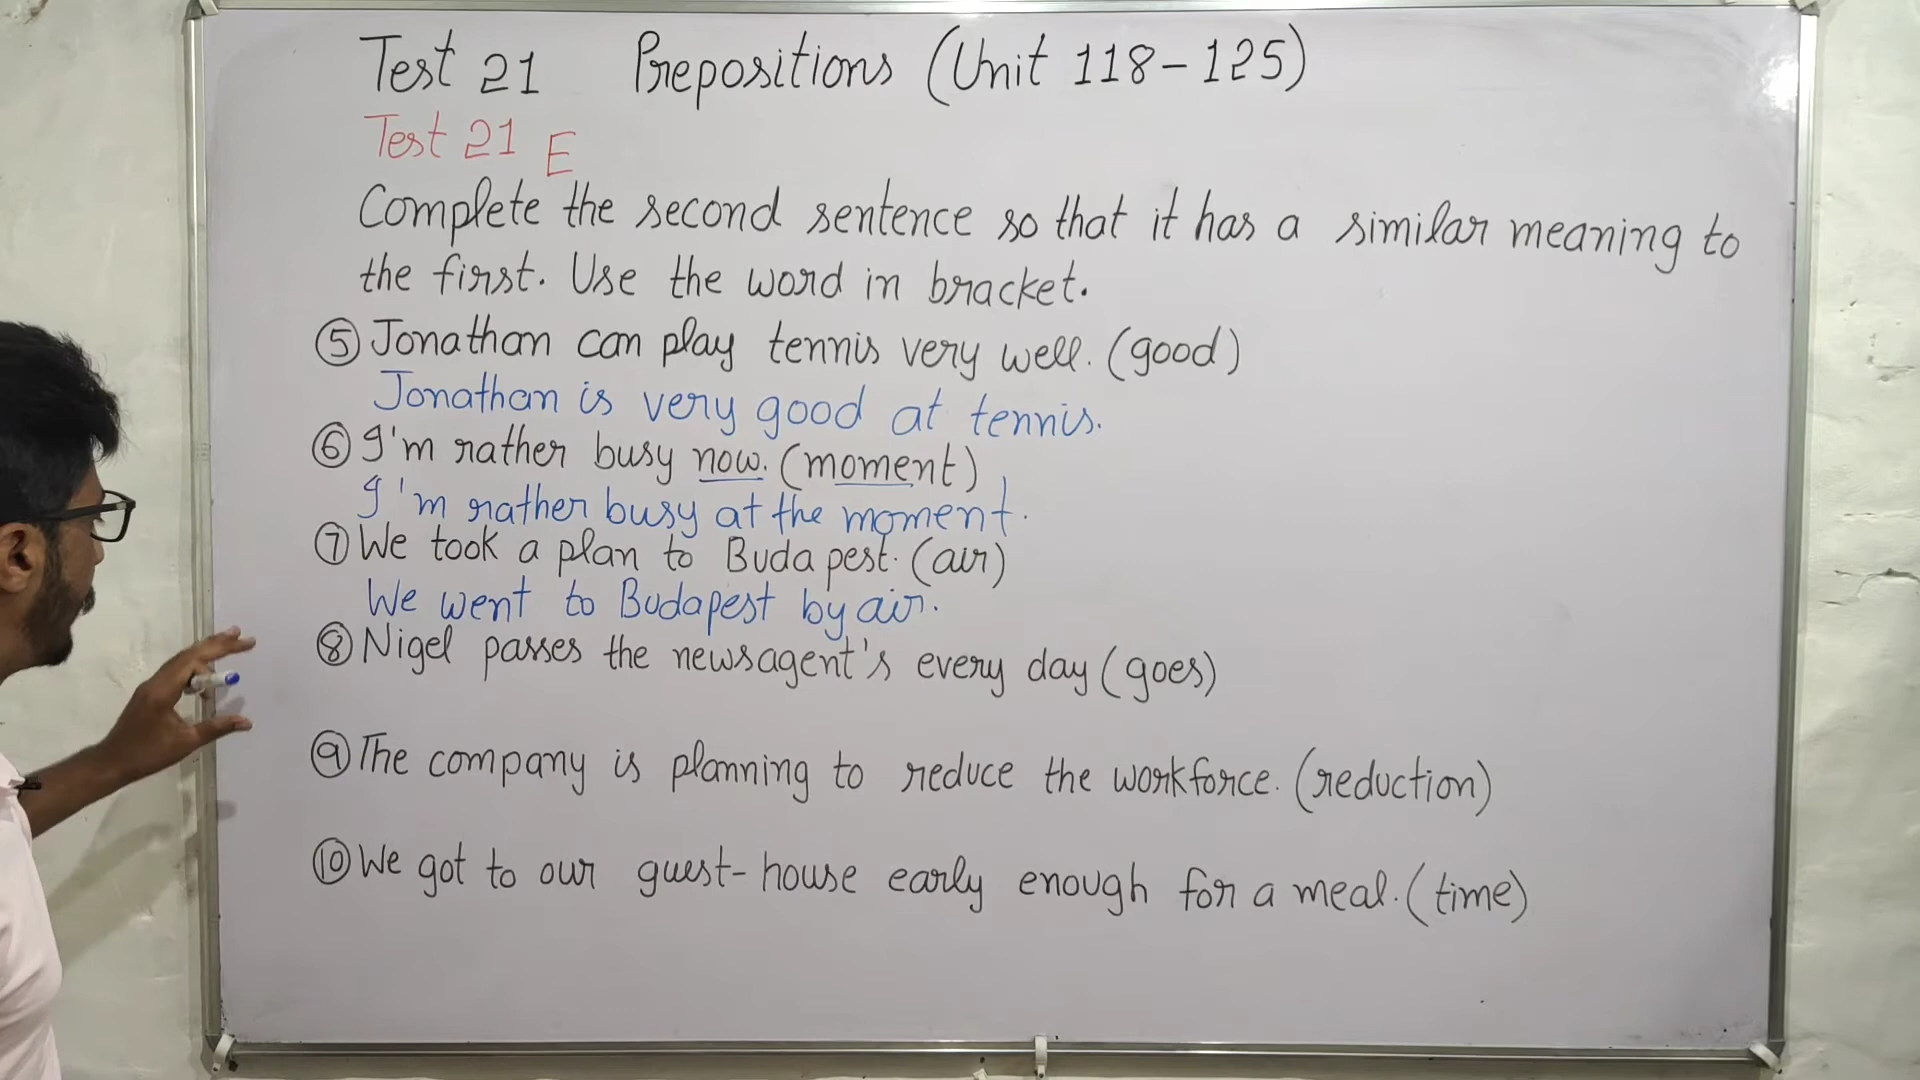 Test 21 Prepositions (Unit 118-125)
Test 21 E
Complete the second sentence so that it has a similar meaning to
the first. Use the word in bracket.
⑤ Jonathan can play tennis very well. (good)
Jonathan is very good at tennis.
⑥ I'm rather busy now. (moment)
I'm rather busy at the moment.
⑦ We took a plan to Budapest. (air)
We went to Budapest by air.
⑧ Nigel passes the newsagent's every day (goes)
⑨ The company is planning to reduce the workforce. (reduction)
⑩ We got to our guest-house early enough for a meal. (time)